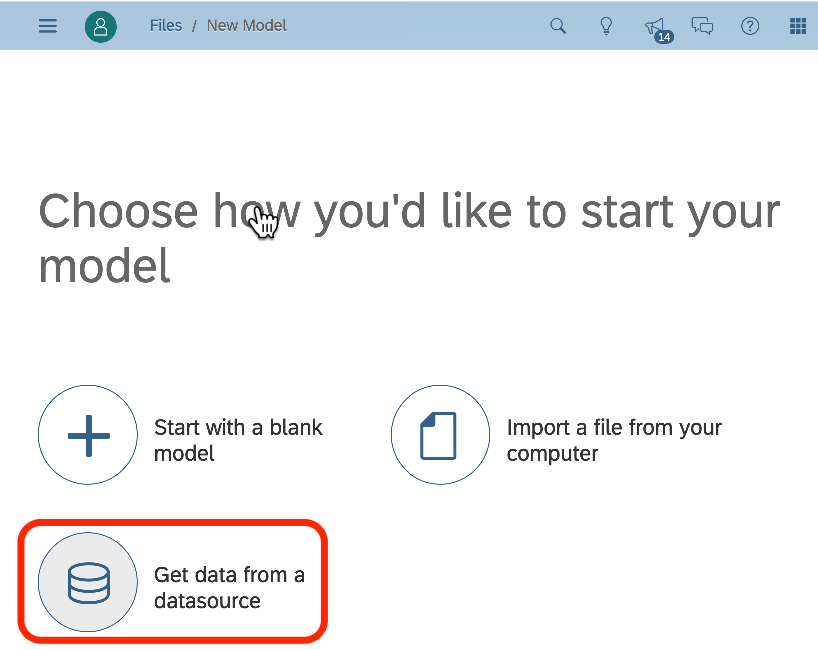 Files / New Model
14
Choose how you'd like to start your
model
Start with a blank
model
Import a file from your
computer
Get data from a
datasource